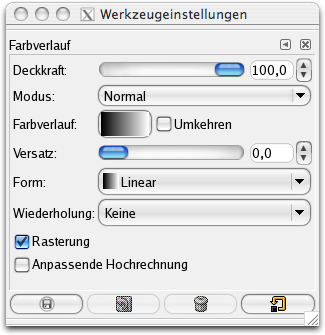 Werkzeugeinstellungen
Farbverlauf
Deckkraft: 100,0
Modus: Normal
Farbverlauf: Umkehren
Versatz: 0,0
Form: Linear
Wiederholung: Keine
Rasterung
Anpassende Hochrechnung